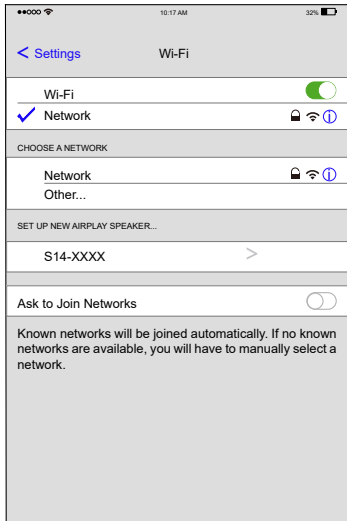 10:17 AM
32%
< Settings
Wi-Fi
Wi-Fi
Network
CHOOSE A NETWORK
Network
Other...
SET UP NEW AIRPLAY SPEAKER...
S14-XXXX
Ask to Join Networks
Known networks will be joined automatically. If no known
networks are available, you will have to manually select a
network.